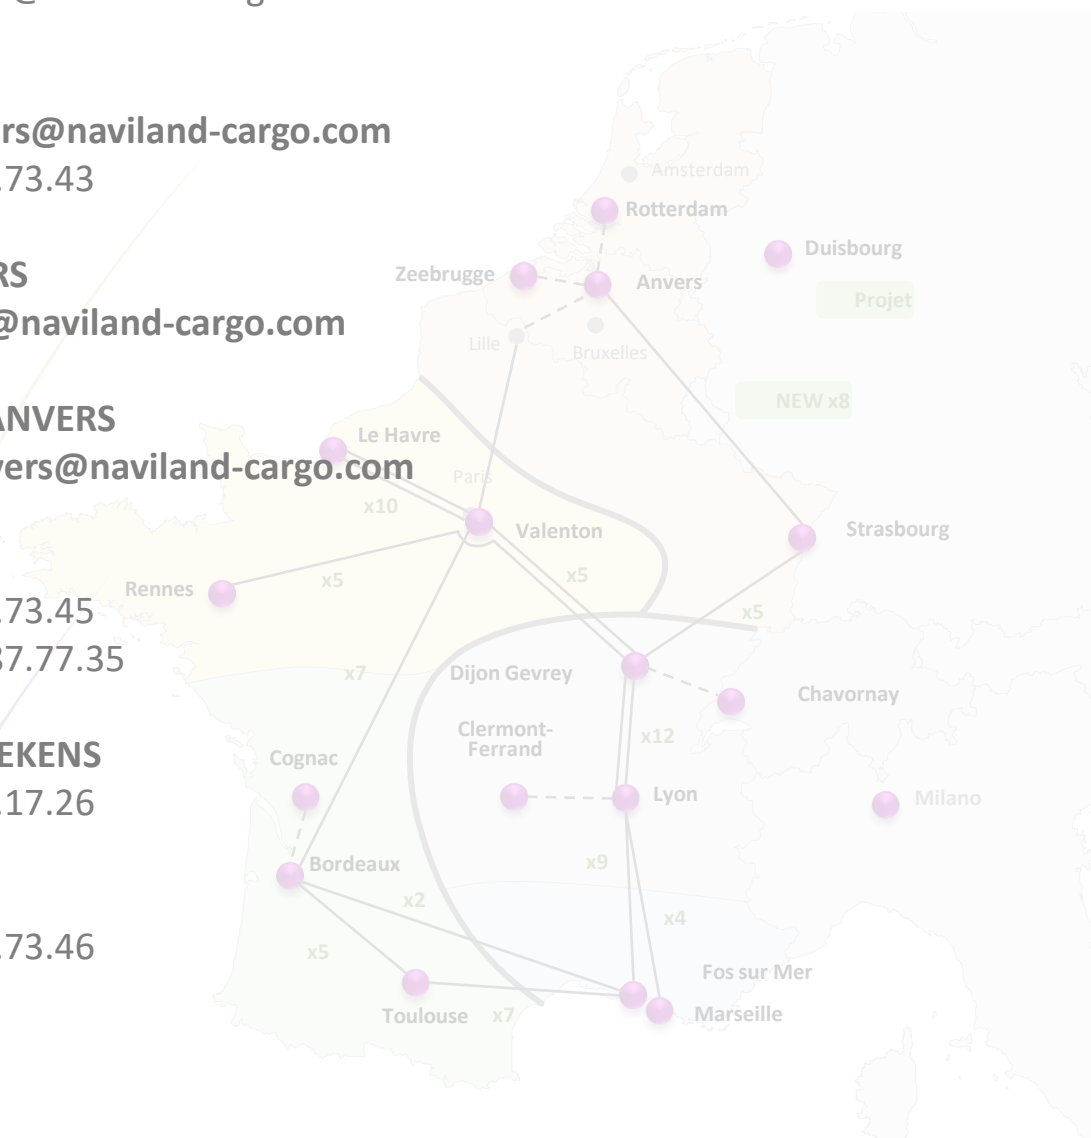 rs@naviland-cargo.com
.73.43
RS
@naviland-cargo.com
ANVERS
vers@naviland-cargo.com
.73.45
37.77.35
EKENS
.17.26
.73.46
Amsterdam
Rotterdam
Duisbourg
Zeebrugge
Anvers
Projet
Lille
Bruxelles
NEW x8
Le Havre
Paris
x10
Valenton
Strasbourg
x5
x5
Rennes
x5
x7
Dijon Gevrey
Chavornay
Clermont-
Ferrand
x12
Cognac
Lyon
Milano
x9
Bordeaux
x2
x4
x5
Fos sur Mer
Toulouse
x7
Marseille